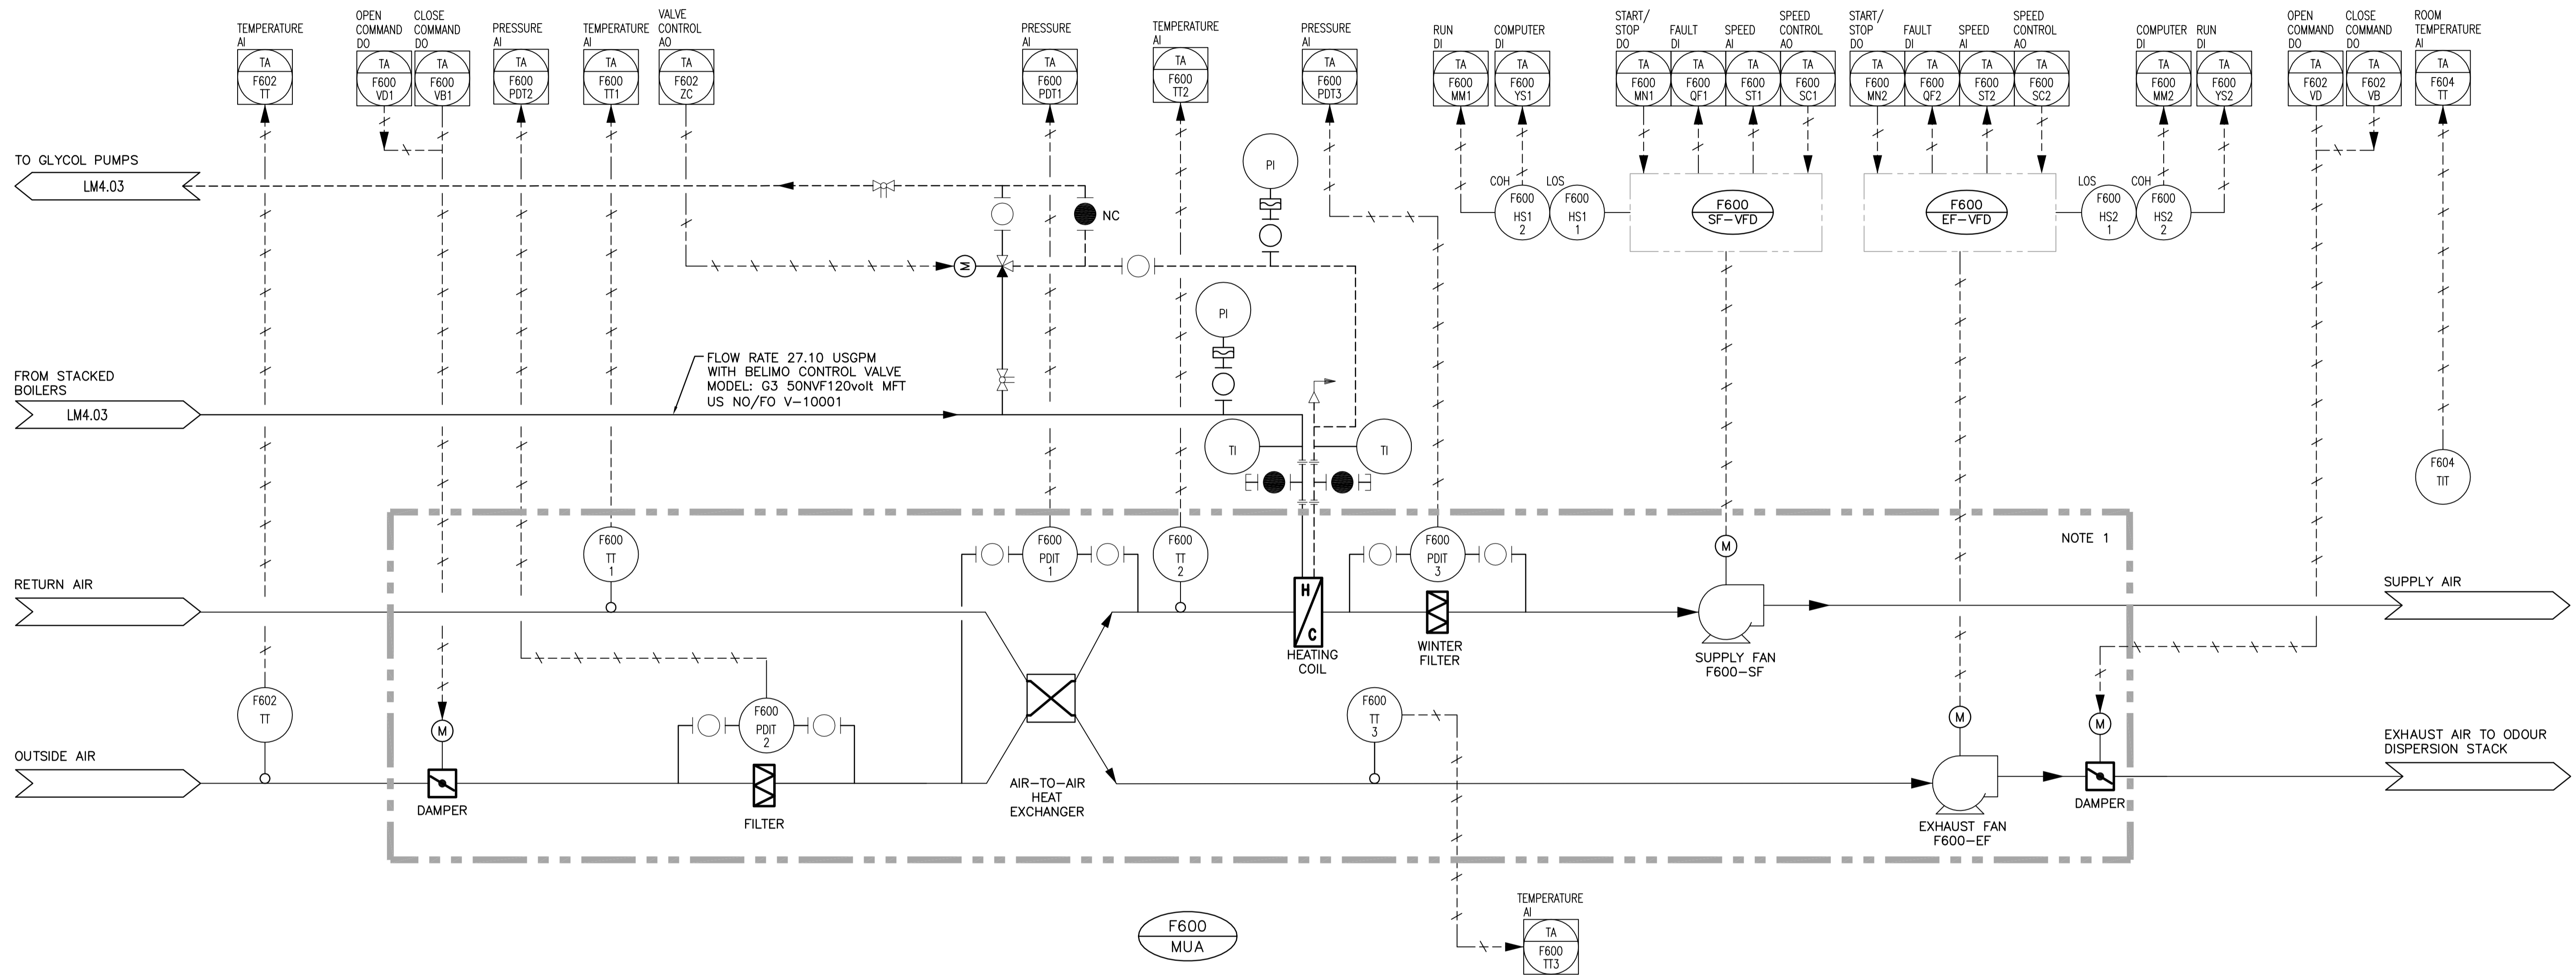 TEMPERATURE
AI
TA
F602
TT
OPEN
COMMAND
DO
TA
F600
VD1
CLOSE
COMMAND
DO
TA
F600
VB1
PRESSURE
AI
TA
F600
PDT2
TEMPERATURE
AI
TA
F600
TT1
VALVE
CONTROL
AO
TA
F602
ZC
PRESSURE
AI
TA
F600
PDT1
TEMPERATURE
AI
TA
F600
TT2
PRESSURE
AI
TA
F600
PDT3
RUN
DI
TA
F600
MM1
COMPUTER
DI
TA
F600
YS1
START/
STOP
DO
TA
F600
MN1
FAULT
DI
TA
F600
QF1
SPEED
AI
TA
F600
ST1
SPEED
CONTROL
AO
TA
F600
SC1
START/
STOP
DO
TA
F600
MN2
FAULT
DI
TA
F600
QF2
SPEED
AI
TA
F600
ST2
SPEED
CONTROL
AO
TA
F600
SC2
COMPUTER
DI
TA
F600
MM2
RUN
DI
TA
F600
YS2
OPEN
COMMAND
DO
TA
F602
VD
CLOSE
COMMAND
DO
TA
F602
VB
ROOM
TEMPERATURE
AI
TA
F604
TT
TO GLYCOL PUMPS
LM4.03
NC
PI
COH
F600
HS1
2
LOS
F600
HS1
1
F600
SF-VFD
F600
EF-VFD
LOS
F600
HS2
1
COH
F600
HS2
2
M
PI
FLOW RATE 27.10 USGPM
WITH BELIMO CONTROL VALVE
MODEL: G3 50NVF120volt MFT
US NO/FO V-10001
FROM STACKED
BOILERS
LM4.03
TI
TI
F604
TIT
NOTE 1
F600
TT
1
F600
PDIT
1
F600
TT
2
F600
PDIT
3
M
RETURN AIR
H
C
HEATING
COIL
WINTER
FILTER
SUPPLY FAN
F600-SF
SUPPLY AIR
F602
TT
M
F600
PDIT
2
F600
TT
3
M
M
OUTSIDE AIR
DAMPER
FILTER
AIR-TO-AIR
HEAT
EXCHANGER
EXHAUST FAN
F600-EF
DAMPER
EXHAUST AIR TO ODOUR
DISPERSION STACK
F600
MUA
TEMPERATURE
AI
TA
F600
TT3